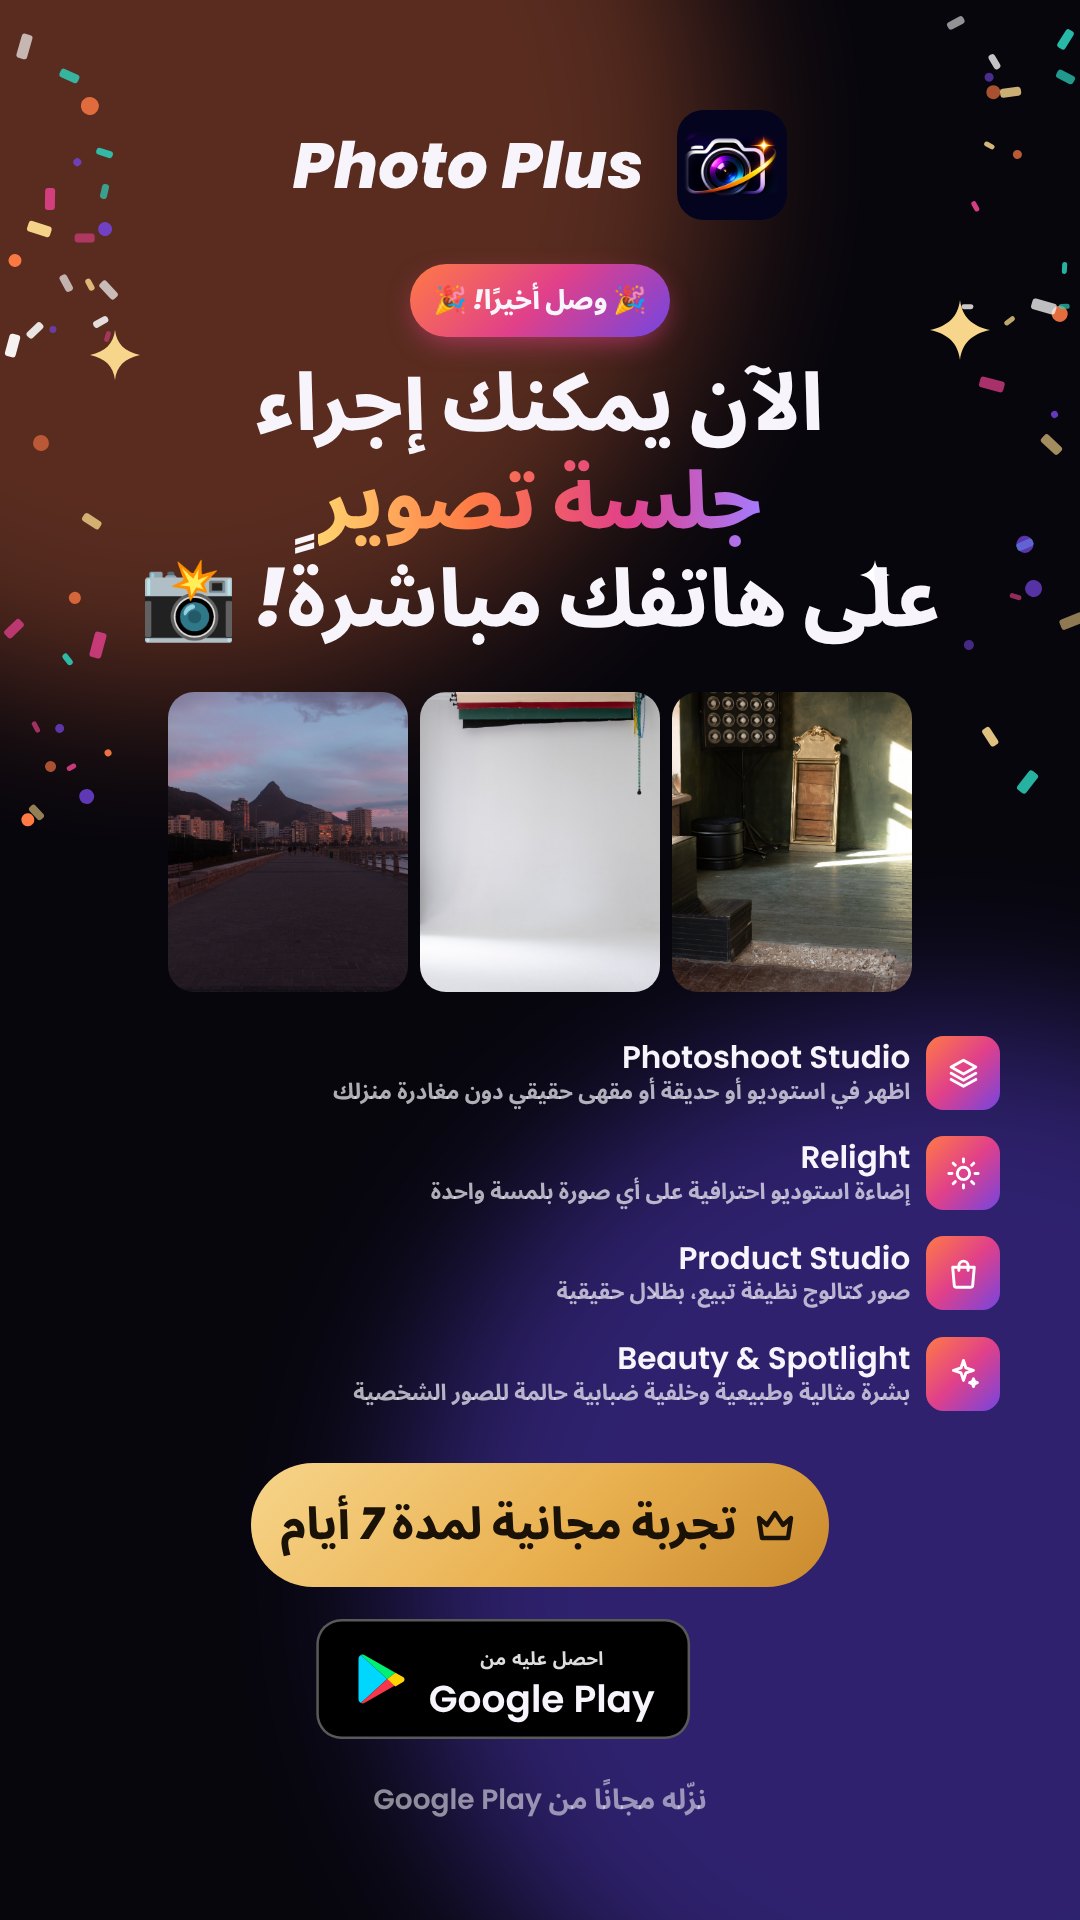 Photo Plus
🎉 وصل أخيرًا! 🎉
الآن يمكنك إجراء
جلسة تصوير
على هاتفك مباشرةً! 📸
Photoshoot Studio
اظهر في استوديو أو حديقة أو مقهى حقيقي دون مغادرة منزلك
Relight
إضاءة استوديو احترافية على أي صورة بلمسة واحدة
Product Studio
صور كتالوج نظيفة تبيع، بظلال حقيقية
Beauty & Spotlight
بشرة مثالية وطبيعية وخلفية ضبابية حالمة للصور الشخصية
تجربة مجانية لمدة 7 أيام
احصل عليه من
Google Play
نزّله مجانًا من Google Play